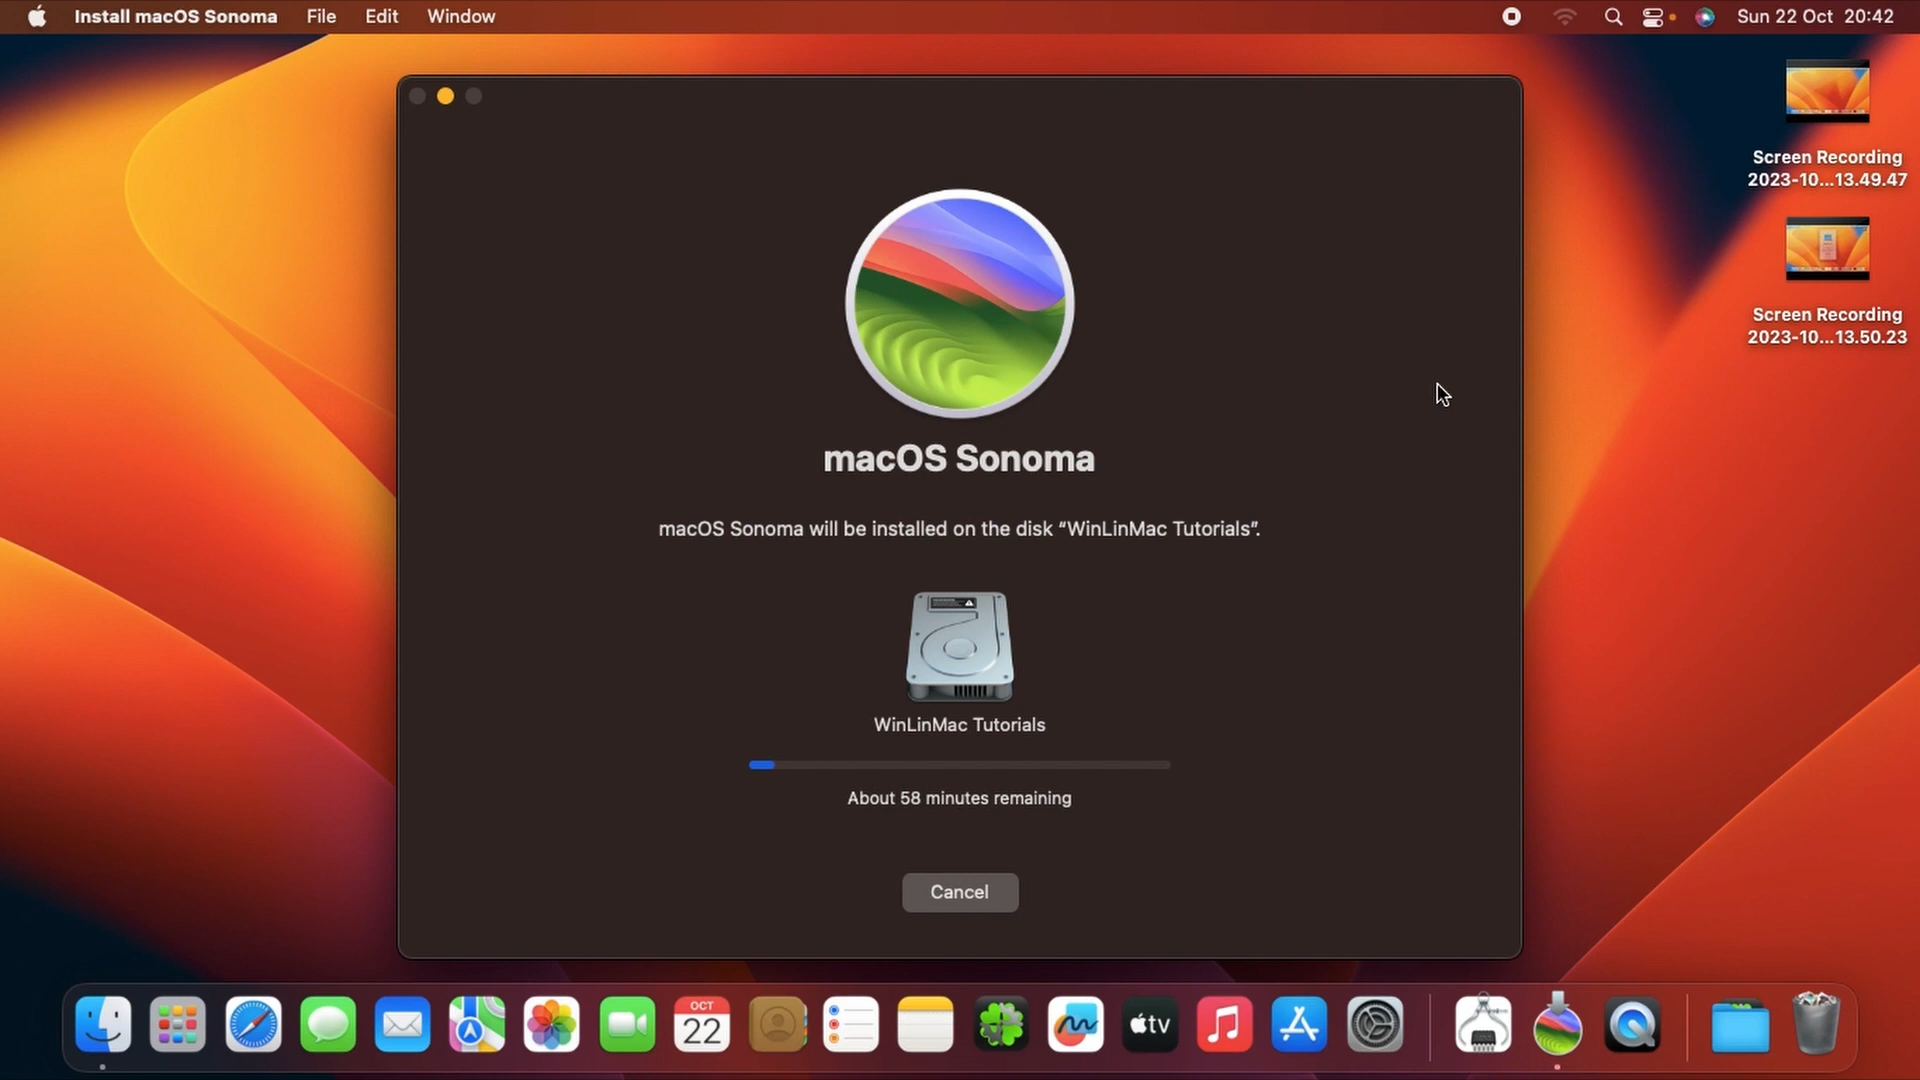 Install macOS Sonoma File Edit Window Sun 22 Oct 20:42
Screen Recording
2023-10...13.49.47
Screen Recording
2023-10...13.50.23
macOS Sonoma
macOS Sonoma will be installed on the disk “WinLinMac Tutorials”.
WinLinMac Tutorials
About 58 minutes remaining
Cancel
OCT
22
tv